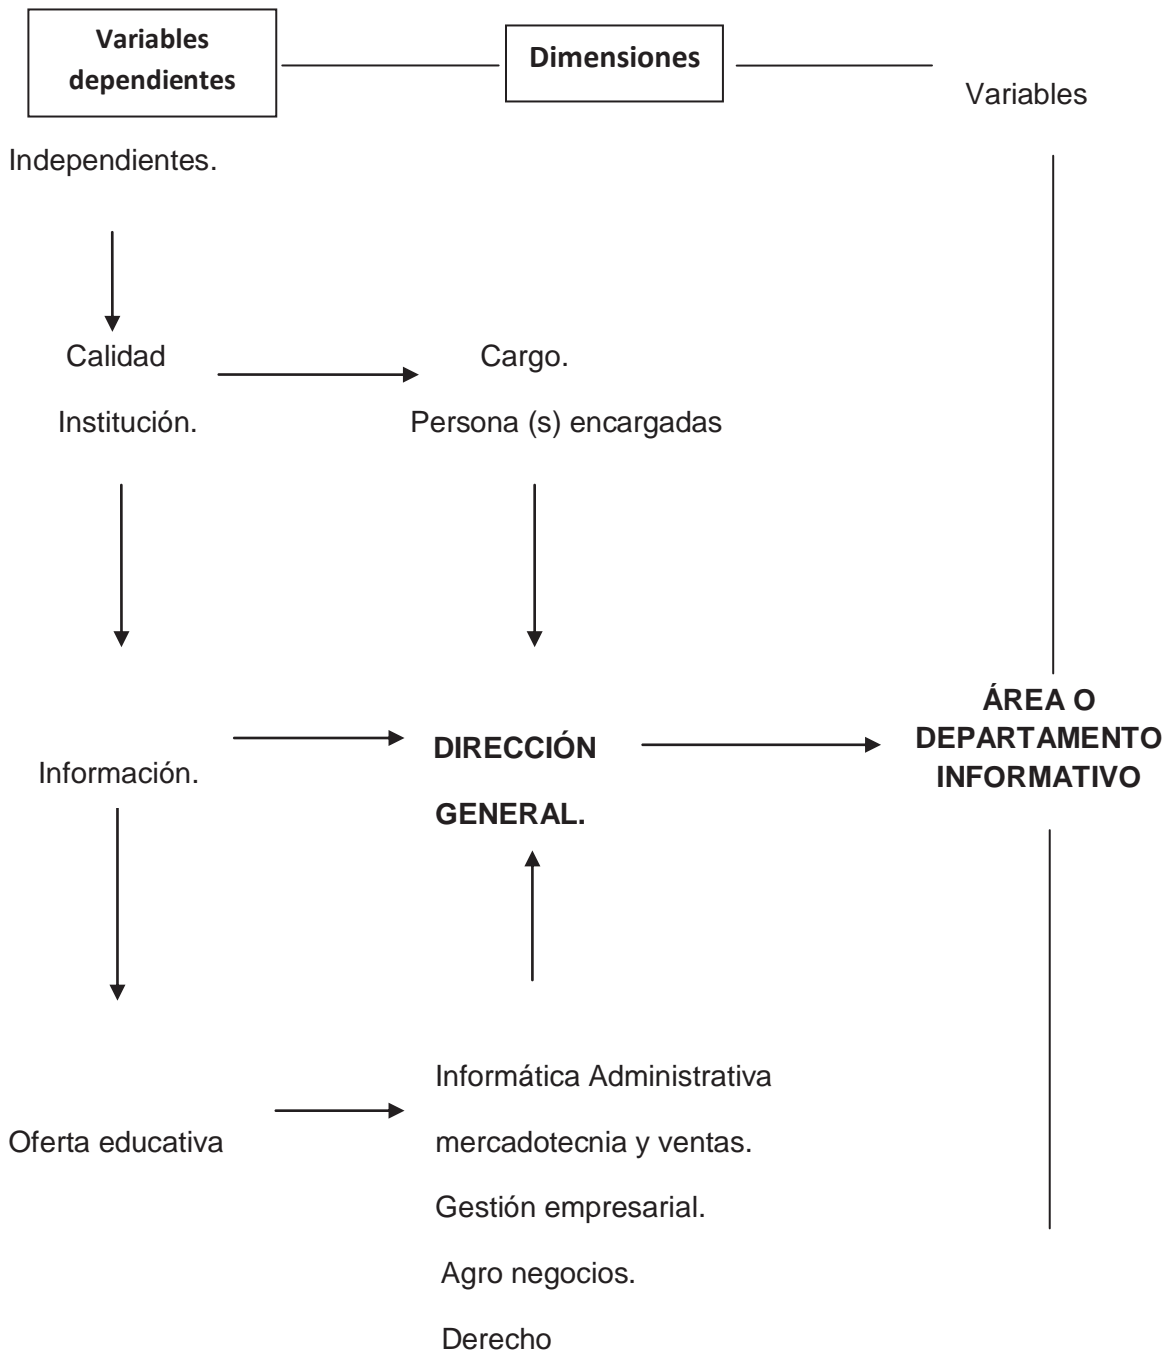 Variables
dependientes
Dimensiones
Variables
Independientes.
Calidad
Cargo.
Institución.
Persona (s) encargadas
Información.
DIRECCIÓN
GENERAL.
ÁREA O
DEPARTAMENTO
INFORMATIVO
Oferta educativa
Informática Administrativa
mercadotecnia y ventas.
Gestión empresarial.
Agro negocios.
Derecho